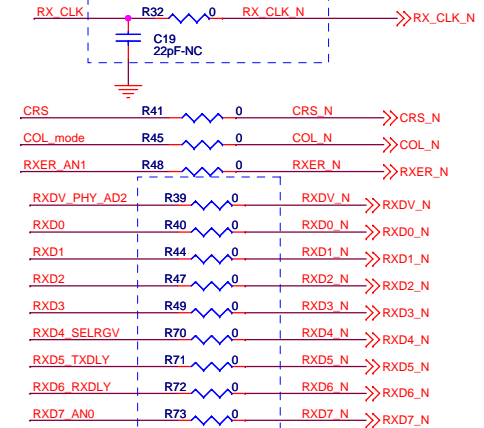 RX_CLK R32 0 RX_CLK_N RX_CLK_N
C19
22pF-NC
CRS R41 0 CRS_N CRS_N
COL_mode R45 0 COL_N COL_N
RXER_AN1 R48 0 RXER_N RXER_N
RXDV_PHY_AD2 R39 0 RXDV_N RXDV_N
RXD0 R40 0 RXD0_N RXD0_N
RXD1 R44 0 RXD1_N RXD1_N
RXD2 R47 0 RXD2_N RXD2_N
RXD3 R49 0 RXD3_N RXD3_N
RXD4_SELRGV R70 0 RXD4_N RXD4_N
RXD5_TXDLY R71 0 RXD5_N RXD5_N
RXD6_RXDLY R72 0 RXD6_N RXD6_N
RXD7_AN0 R73 0 RXD7_N RXD7_N